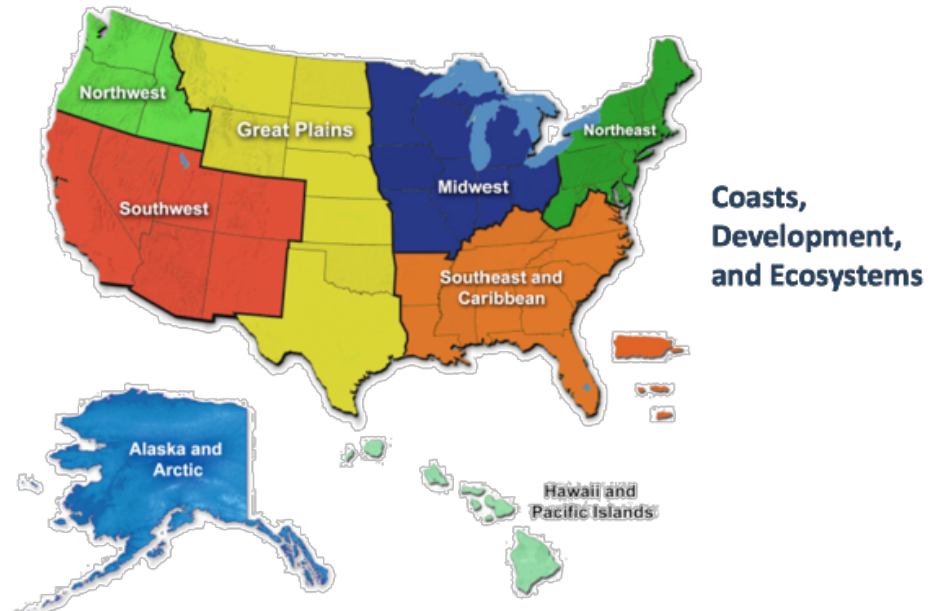 Northwest
Great Plains
Northeast
Midwest
Southwest
Coasts,
Development,
and Ecosystems
Southeast and
Caribbean
Alaska and
Arctic
Hawaii and
Pacific Islands